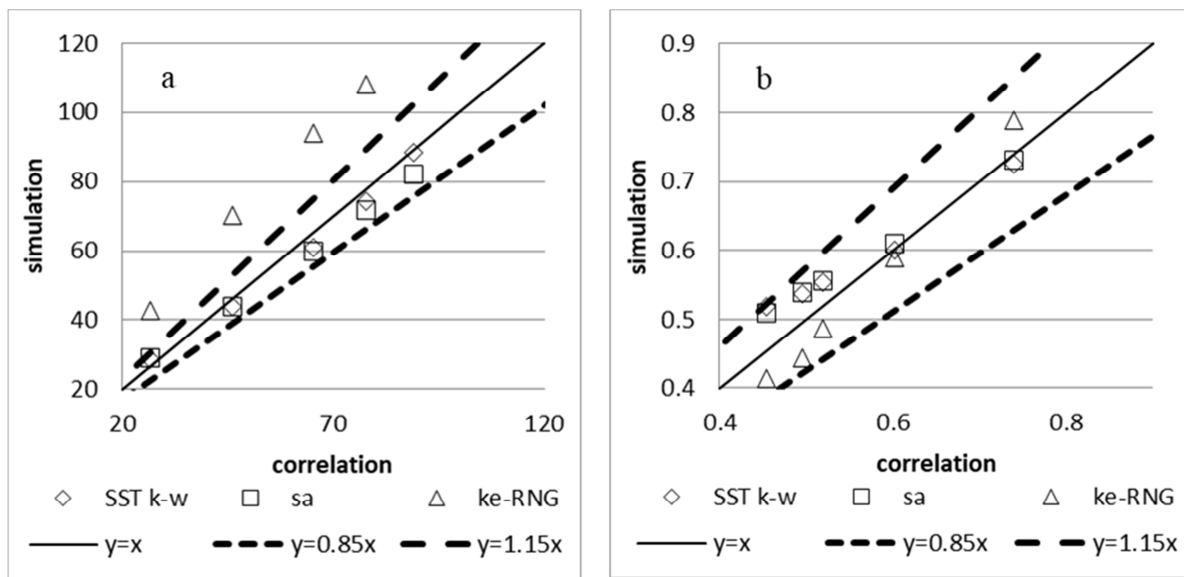 a
120
100
80
60
40
20
simulation
20 70 120
correlation
SST k-w sa ke-RNG
y=x y=0.85x y=1.15x
b
0.9
0.8
0.7
0.6
0.5
0.4
simulation
0.4 0.6 0.8
correlation
SST k-w sa ke-RNG
y=x y=0.85x y=1.15x